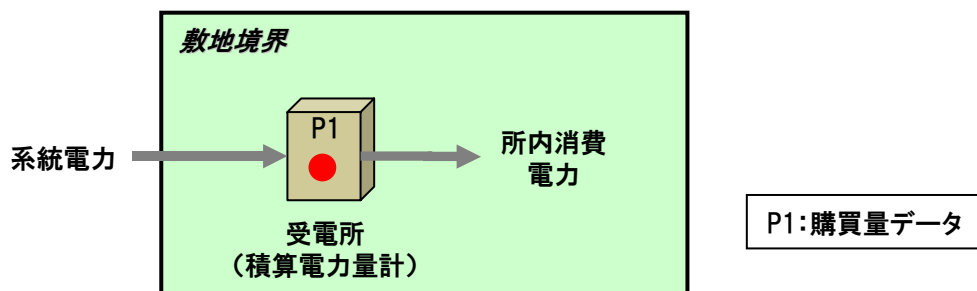 敷地境界
P1
系統電力
所内消費
電力
受電所
(積算電力量計)
P1:購買量データ